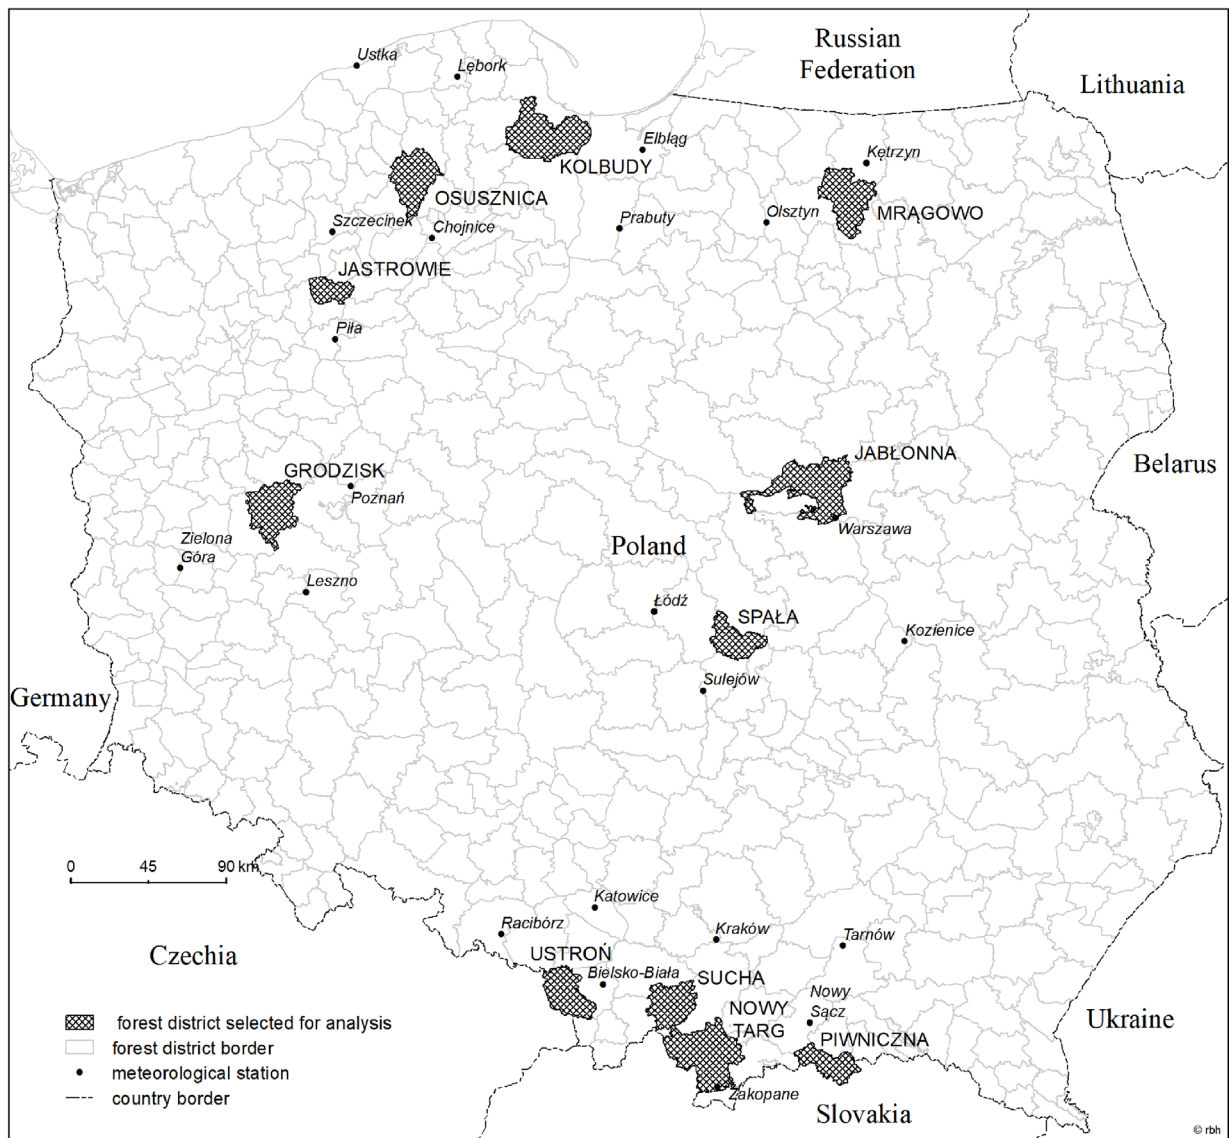 Russian
Federation
Lithuania
Ustka
Lębork
Elbląg
KOLBUDY
Kętrzyn
OSUSZNICA
MRĄGOWO
Szczecinek
Chojnice
Prabuty
Olsztyn
JASTROWIE
Piła
JABŁONNA
Belarus
GRODZISK
Poznań
Warszawa
Zielona
Góra
Poland
Leszno
Łódź
SPAŁA
Kozienice
Sulejów
Germany
0 45 90 km
Katowice
Racibórz
Kraków
Tarnów
Czechia
USTROŃ
Bielsko-Biała
SUCHA
NOWY
TARG
Nowy
Sącz
PIWNICZNA
Ukraine
Zakopane
Slovakia
forest district selected for analysis
forest district border
meteorological station
country border
© rbh